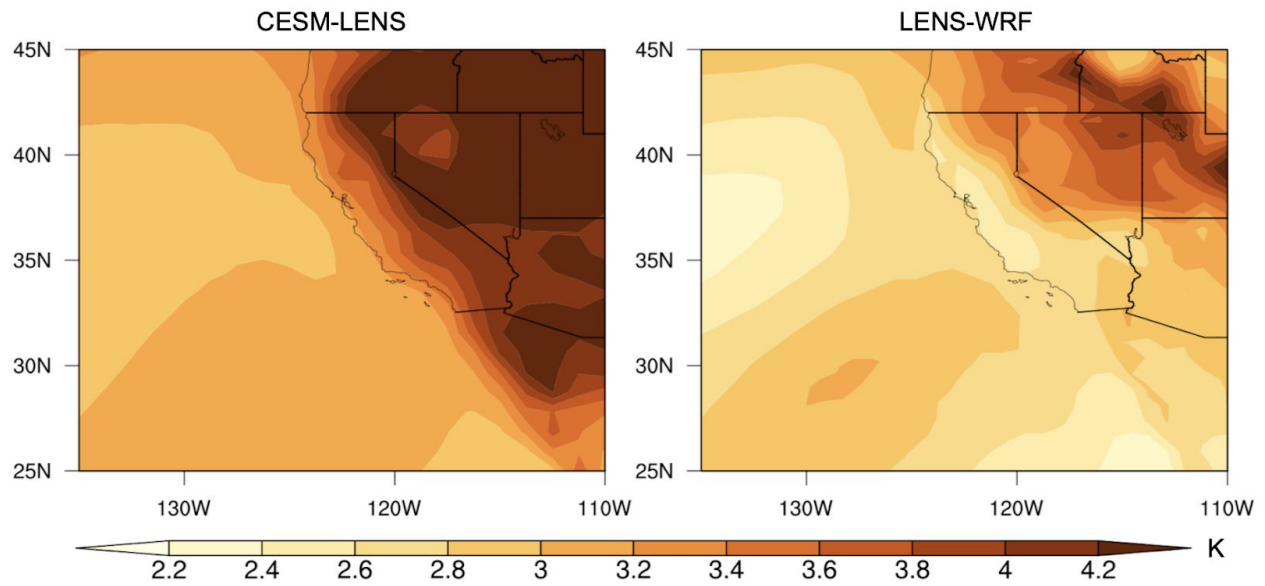 CESM-LENS LENS-WRF
45N 45N
40N 40N
35N 35N
30N 30N
25N 25N
130W 120W 110W 130W 120W 110W
K
2.2 2.4 2.6 2.8 3 3.2 3.4 3.6 3.8 4 4.2